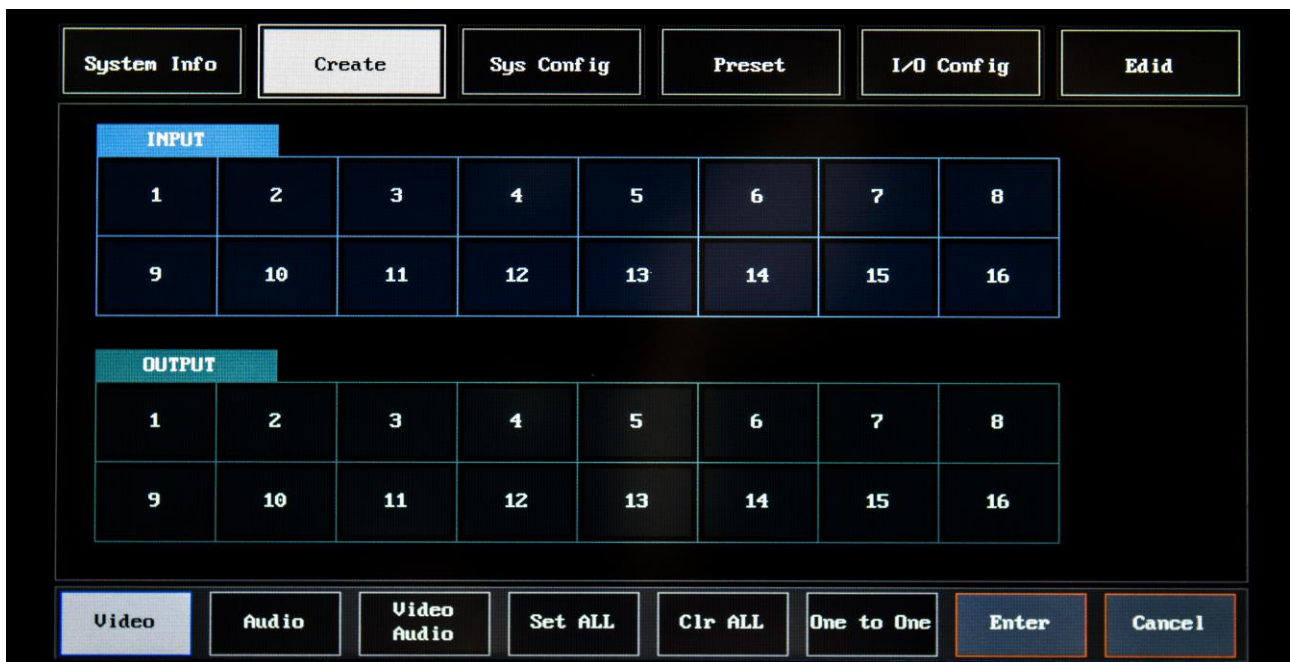 System Info Create Sys Config Preset I/O Config Edid
INPUT
1 2 3 4 5 6 7 8
9 10 11 12 13 14 15 16
OUTPUT
1 2 3 4 5 6 7 8
9 10 11 12 13 14 15 16
Video Audio Video Audio Set ALL Clr ALL One to One Enter Cancel